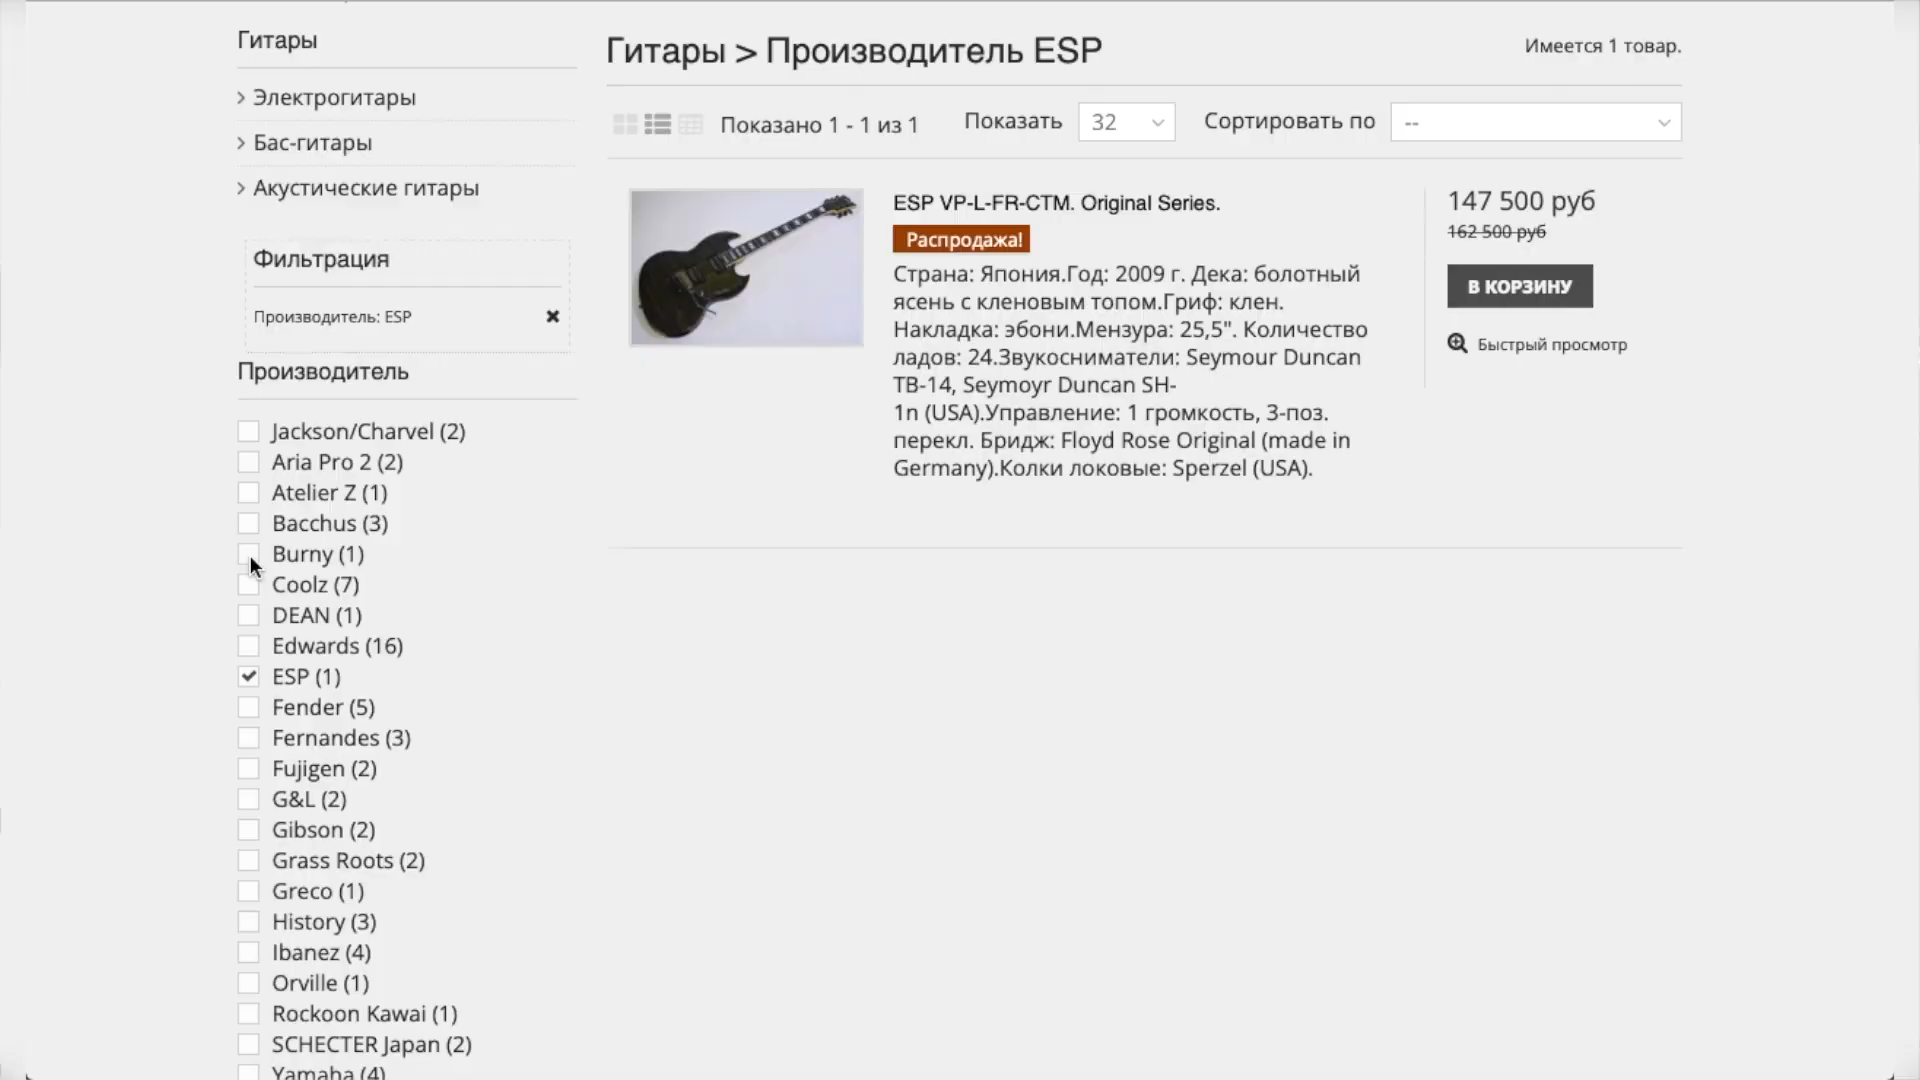 Гитары
Электрогитары
Бас-гитары
Акустические гитары
Фильтрация
Производитель: ESP
Производитель
Jackson/Charvel (2)
Aria Pro 2 (2)
Atelier Z (1)
Bacchus (3)
Burny (1)
Coolz (7)
DEAN (1)
Edwards (16)
ESP (1)
Fender (5)
Fernandes (3)
Fujigen (2)
G&L (2)
Gibson (2)
Grass Roots (2)
Greco (1)
History (3)
Ibanez (4)
Orville (1)
Rockoon Kawai (1)
SCHECTER Japan (2)
Yamaha (4)
Гитары > Производитель ESP
Имеется 1 товар.
Показано 1 - 1 из 1
Показать 32
Сортировать по --
ESP VP-L-FR-CTM. Original Series.
Распродажа!
Страна: Япония.Год: 2009 г. Дека: болотный
ясень с кленовым топом.Гриф: клен.
Накладка: эбони.Мензура: 25,5". Количество
ладов: 24.Звукосниматели: Seymour Duncan
TB-14, Seymoyr Duncan SH-
1n (USA).Управление: 1 громкость, 3-поз.
перекл. Бридж: Floyd Rose Original (made in
Germany).Колки локовые: Sperzel (USA).
147 500 руб
162 500 руб
В КОРЗИНУ
Быстрый просмотр